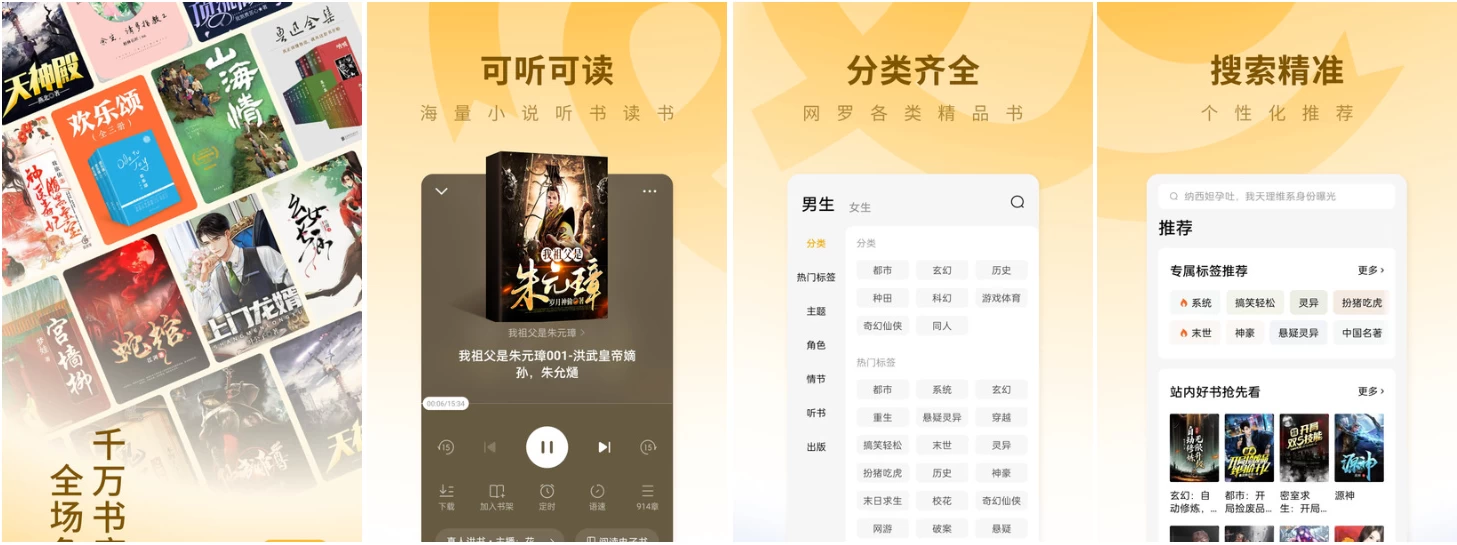 天神殿
鲁迅全集
山海情
欢乐颂
(全三册)
上门龙婿
宫墙柳
蛇棺
千万书
全场
可听可读
海量小说听书读书
我祖父是
朱元璋
岁月神偷 著
我祖父是朱元璋 >
我祖父是朱元璋001-洪武皇帝嫡
孙，朱允熥
00:06/15:34
15
15
下载
加入书架
定时
语速
914章
分类齐全
网罗各类精品书
男生
女生
分类
热门标签
主题
角色
情节
听书
出版
分类
都市
玄幻
历史
种田
科幻
游戏体育
奇幻仙侠
同人
热门标签
都市
系统
玄幻
重生
悬疑灵异
穿越
搞笑轻松
末世
灵异
扮猪吃虎
历史
神豪
末日求生
校花
奇幻仙侠
网游
破案
悬疑
搜索精准
个性化推荐
纳西妲孕吐，我天理维系身份曝光
推荐
专属标签推荐
更多 >
系统
搞笑轻松
灵异
扮猪吃虎
末世
神豪
悬疑灵异
中国名著
站内好书抢先看
更多 >
源神
玄幻：自
动修炼，...
都市：开
局捡废品...
密室求
生：开局...
源神